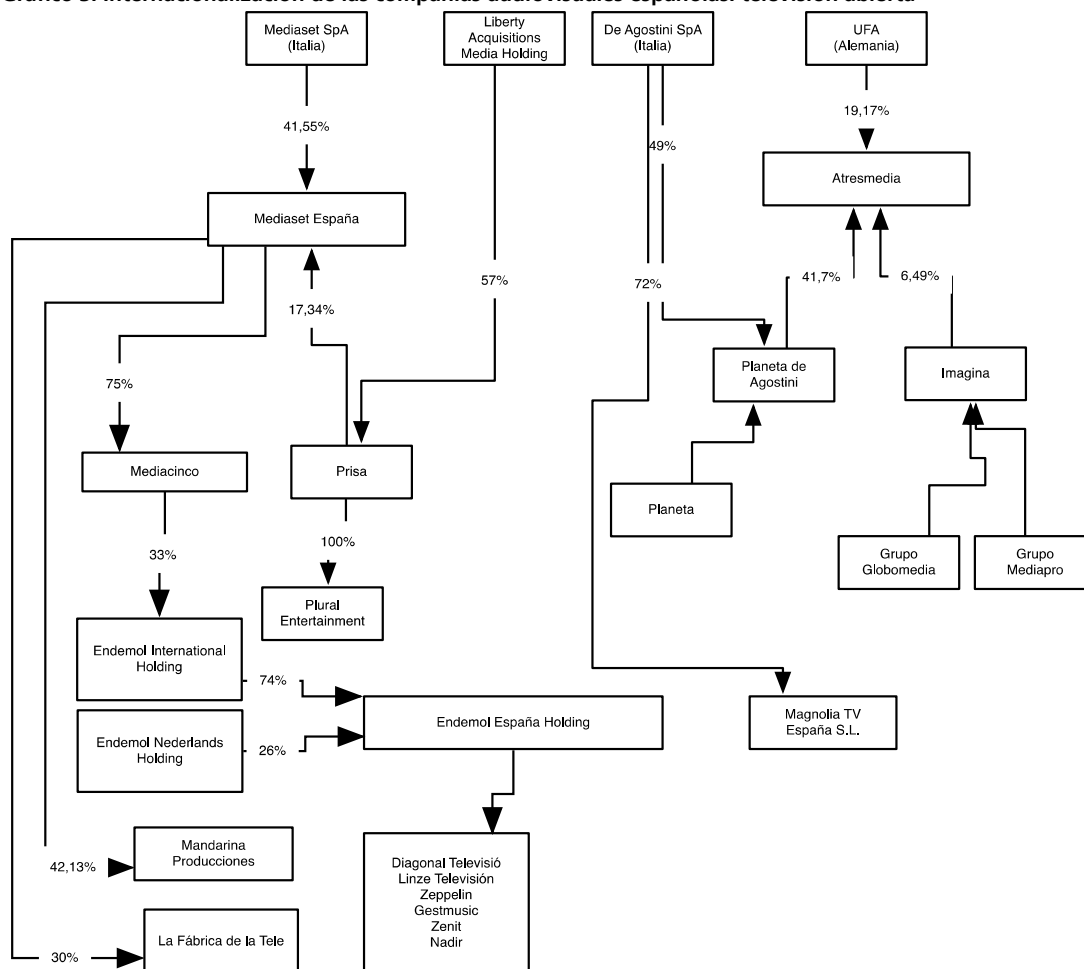 Mediaset SpA
(Italia)
Liberty
Acquisitions
Media Holding
De Agostini SpA
(Italia)
UFA
(Alemania)
41,55%
49%
19,17%
Mediaset España
Atresmedia
17,34%
57%
72%
41,7%
6,49%
75%
Planeta de
Agostini
Imagina
Mediacinco
Prisa
Planeta
33%
100%
Grupo
Globomedia
Grupo
Mediapro
Plural
Entertainment
Endemol International
Holding
74%
Endemol España Holding
Magnolia TV
España S.L.
Endemol Nederlands
Holding
26%
Mandarina
Producciones
42,13%
Diagonal Televisió
Linze Televisión
Zeppelin
Gestmusic
Zenit
Nadir
La Fábrica de la Tele
30%